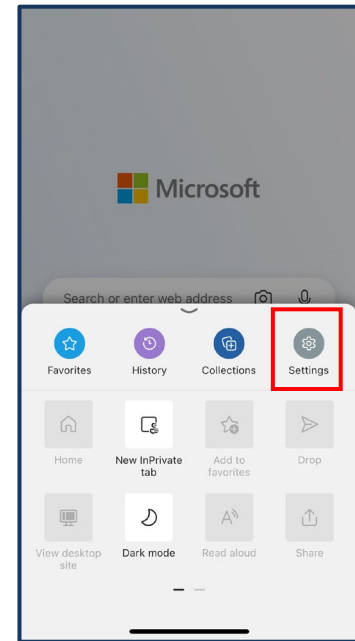 Microsoft
Search or enter web address
Favorites History Collections Settings
Home New InPrivate tab Add to favorites Drop
View desktop site Dark mode Read aloud Share